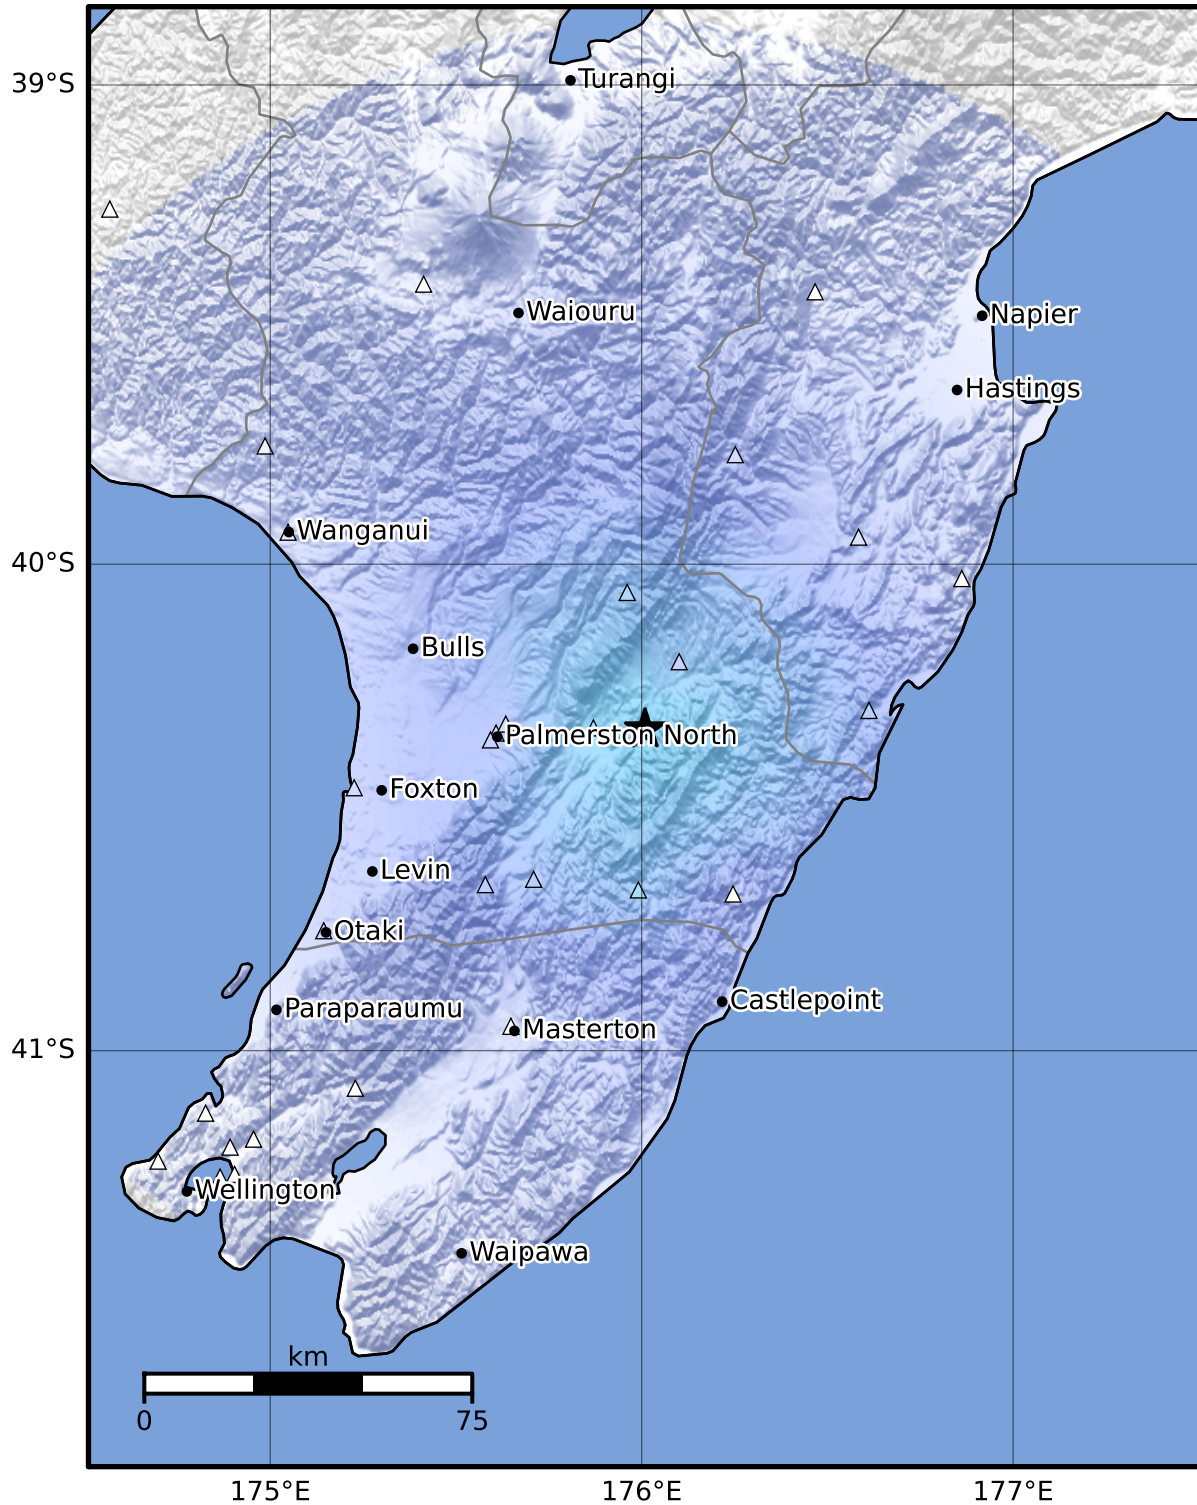 39°S
Turangi
Waiouru
Napier
Hastings
Wanganui
40°S
Bulls
Palmerston North
Foxton
Levin
Otaki
Castlepoint
Paraparaumu
Masterton
41°S
Wellington
Waipawa
km
0
75
175°E
176°E
177°E